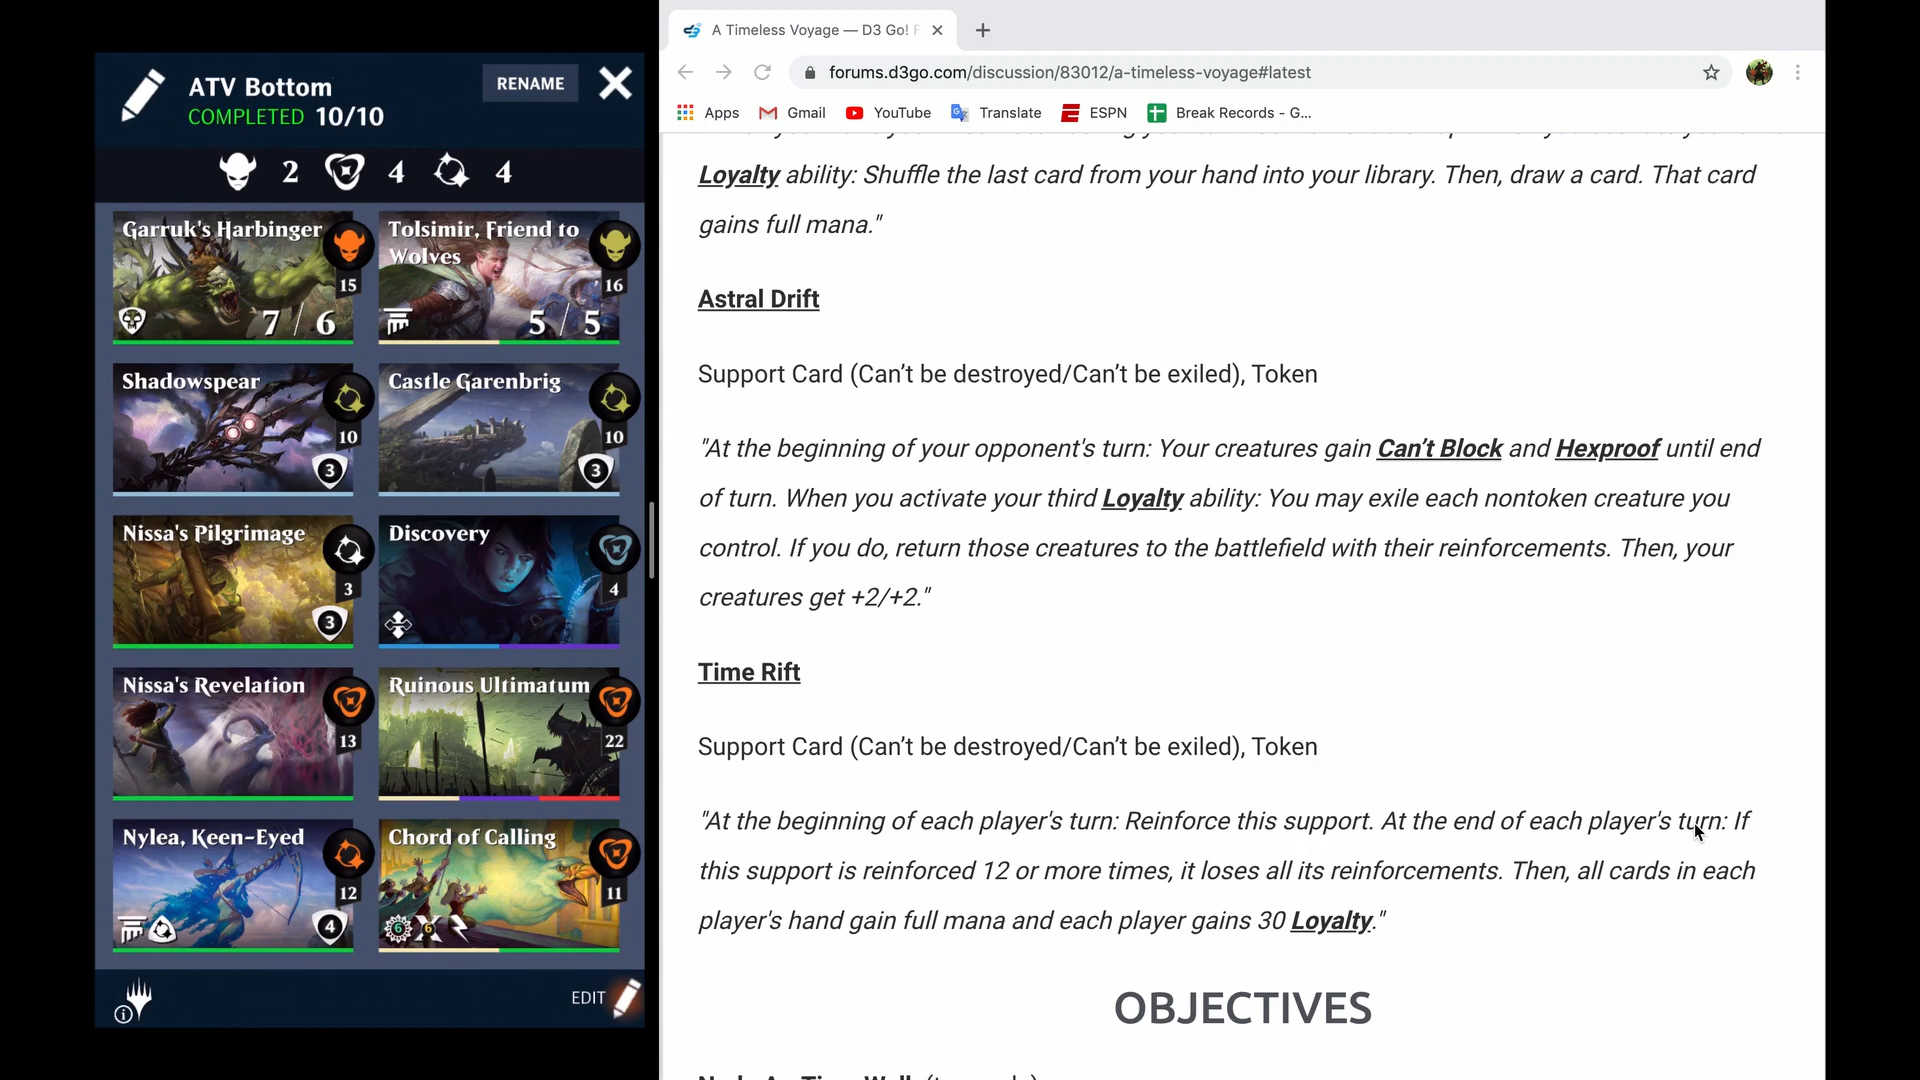 ATV Bottom
RENAME
COMPLETED 10/10
2 4 4
Garruk's Harbinger
15
7 / 6
Tolsimir, Friend to
Wolves
16
5 / 5
Shadowspear
10
3
Castle Garenbrig
10
3
Nissa's Pilgrimage
3
3
Discovery
4
Nissa's Revelation
13
Ruinous Ultimatum
22
Nylea, Keen-Eyed
12
4
Chord of Calling
11
6 X 6
EDIT
A Timeless Voyage — D3 Go! F
forums.d3go.com/discussion/83012/a-timeless-voyage#latest
Apps Gmail YouTube Translate ESPN Break Records - G...
Loyalty ability: Shuffle the last card from your hand into your library. Then, draw a card. That card
gains full mana."
Astral Drift
Support Card (Can’t be destroyed/Can’t be exiled), Token
"At the beginning of your opponent's turn: Your creatures gain Can’t Block and Hexproof until end
of turn. When you activate your third Loyalty ability: You may exile each nontoken creature you
control. If you do, return those creatures to the battlefield with their reinforcements. Then, your
creatures get +2/+2."
Time Rift
Support Card (Can’t be destroyed/Can’t be exiled), Token
"At the beginning of each player's turn: Reinforce this support. At the end of each player's turn: If
this support is reinforced 12 or more times, it loses all its reinforcements. Then, all cards in each
player's hand gain full mana and each player gains 30 Loyalty."
OBJECTIVES